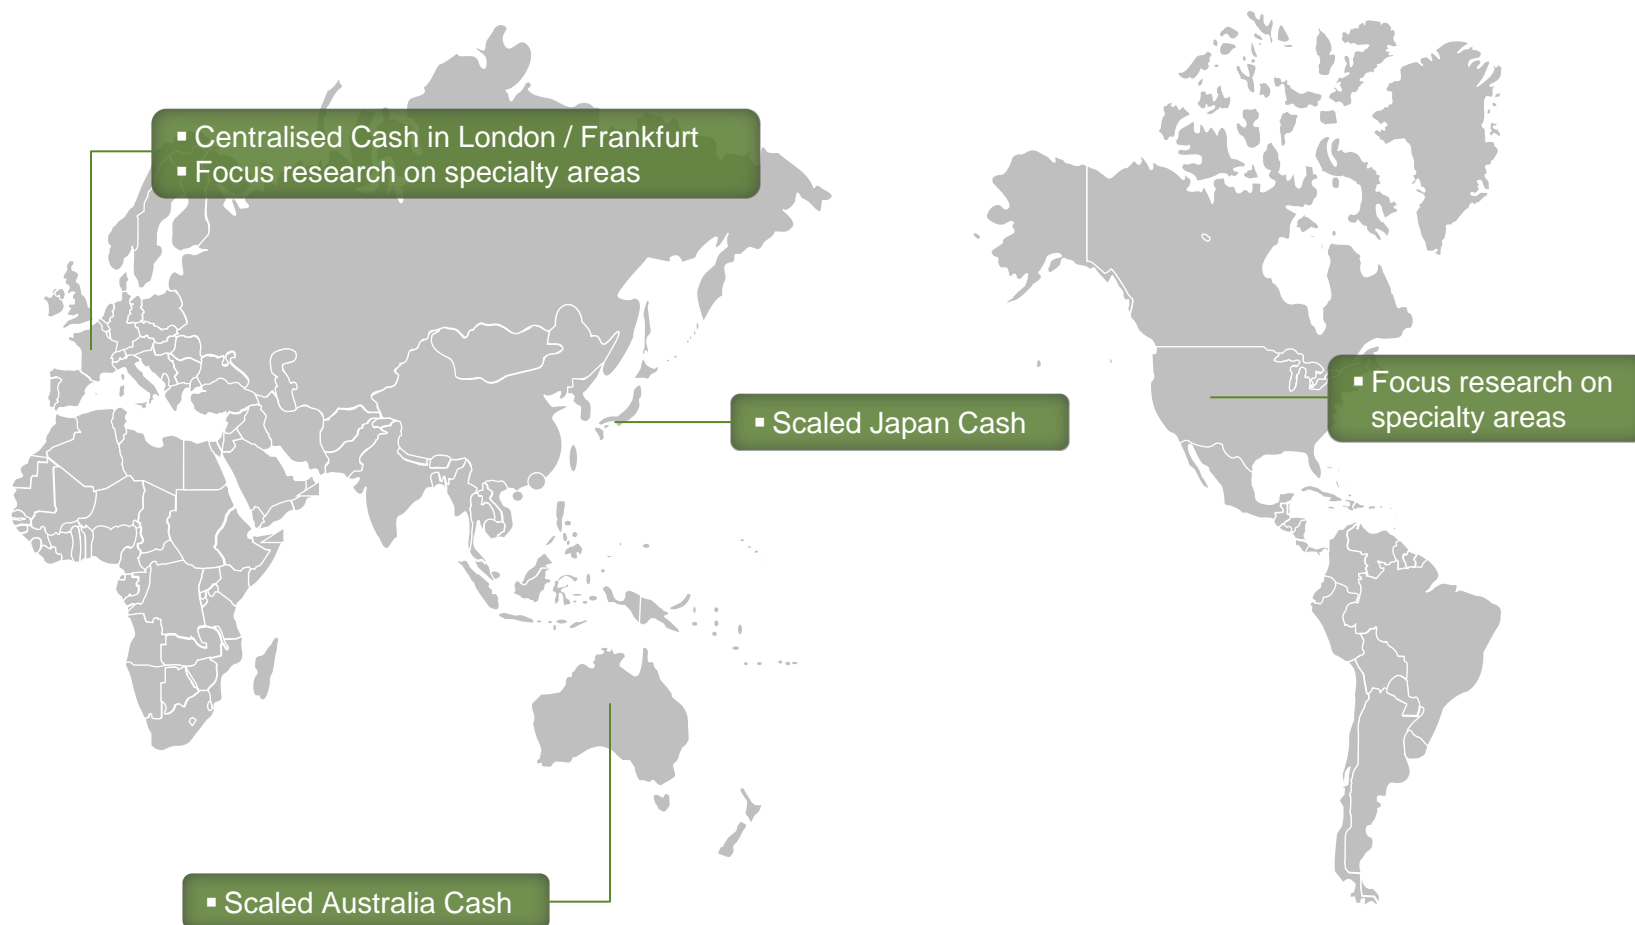 ▪ Centralised Cash in London / Frankfurt
▪ Focus research on specialty areas
▪ Focus research on
specialty areas
▪ Scaled Japan Cash
▪ Scaled Australia Cash